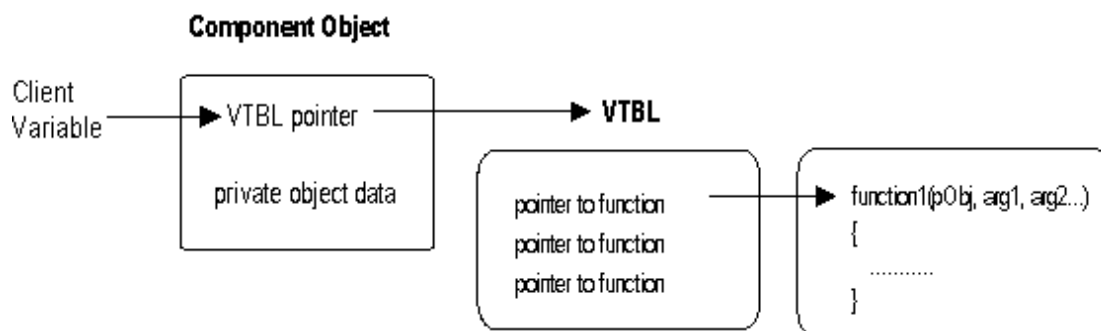 Component Object
Client
Variable
VTBL pointer
VTBL
private object data
pointer to function
pointer to function
pointer to function
function1(pObj, arg1, arg2...)
{
...........
}